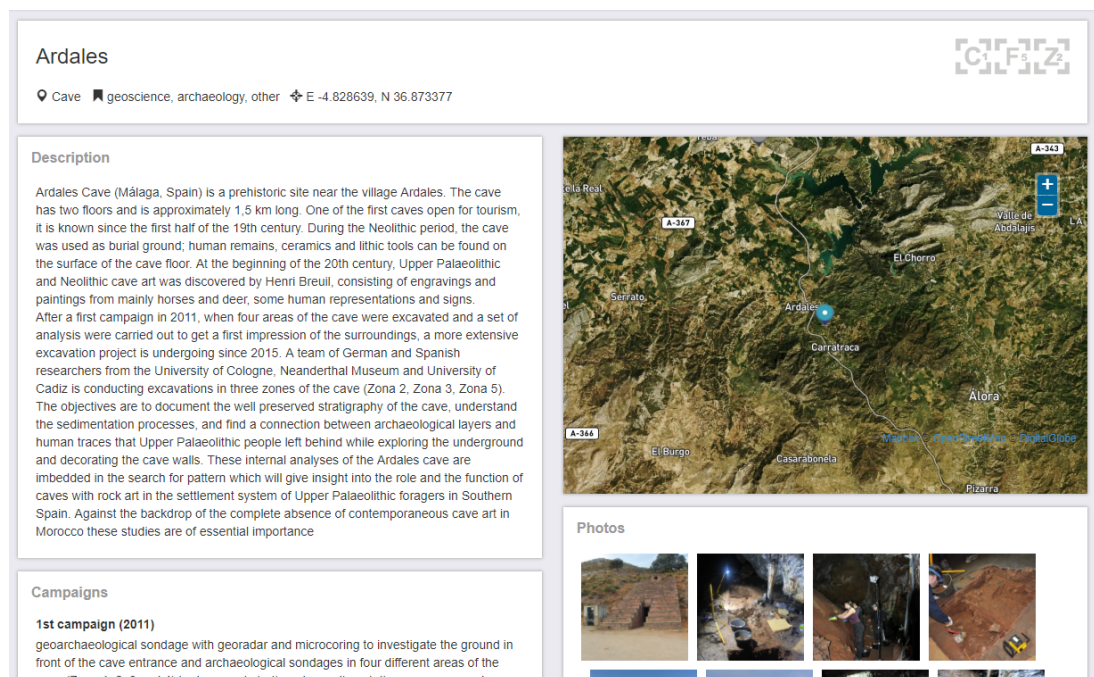 Ardales
C1 F5 Z2
Cave geoscience, archaeology, other E -4.828639, N 36.873377
Description
Ardales Cave (Málaga, Spain) is a prehistoric site near the village Ardales. The cave
has two floors and is approximately 1,5 km long. One of the first caves open for tourism,
it is known since the first half of the 19th century. During the Neolithic period, the cave
was used as burial ground; human remains, ceramics and lithic tools can be found on
the surface of the cave floor. At the beginning of the 20th century, Upper Palaeolithic
and Neolithic cave art was discovered by Henri Breuil, consisting of engravings and
paintings from mainly horses and deer, some human representations and signs.
After a first campaign in 2011, when four areas of the cave were excavated and a set of
analysis were carried out to get a first impression of the surroundings, a more extensive
excavation project is undergoing since 2015. A team of German and Spanish
researchers from the University of Cologne, Neanderthal Museum and University of
Cadiz is conducting excavations in three zones of the cave (Zona 2, Zona 3, Zona 5).
The objectives are to document the well preserved stratigraphy of the cave, understand
the sedimentation processes, and find a connection between archaeological layers and
human traces that Upper Palaeolithic people left behind while exploring the underground
and decorating the cave walls. These internal analyses of the Ardales cave are
imbedded in the search for pattern which will give insight into the role and the function of
caves with rock art in the settlement system of Upper Palaeolithic foragers in Southern
Spain. Against the backdrop of the complete absence of contemporaneous cave art in
Morocco these studies are of essential importance
Campaigns
1st campaign (2011)
geoarchaeological sondage with georadar and microcoring to investigate the ground in
front of the cave entrance and archaeological sondages in four different areas of the
A-343
+
−
Real
A-367
Valle de
Abdalajís
LA
El Chorro
Serrato
Ardales
Carratraca
Álora
A-366
Mapbox © OpenStreetMap © DigitalGlobe
El Burgo
Casarabonela
Pizarra
Photos